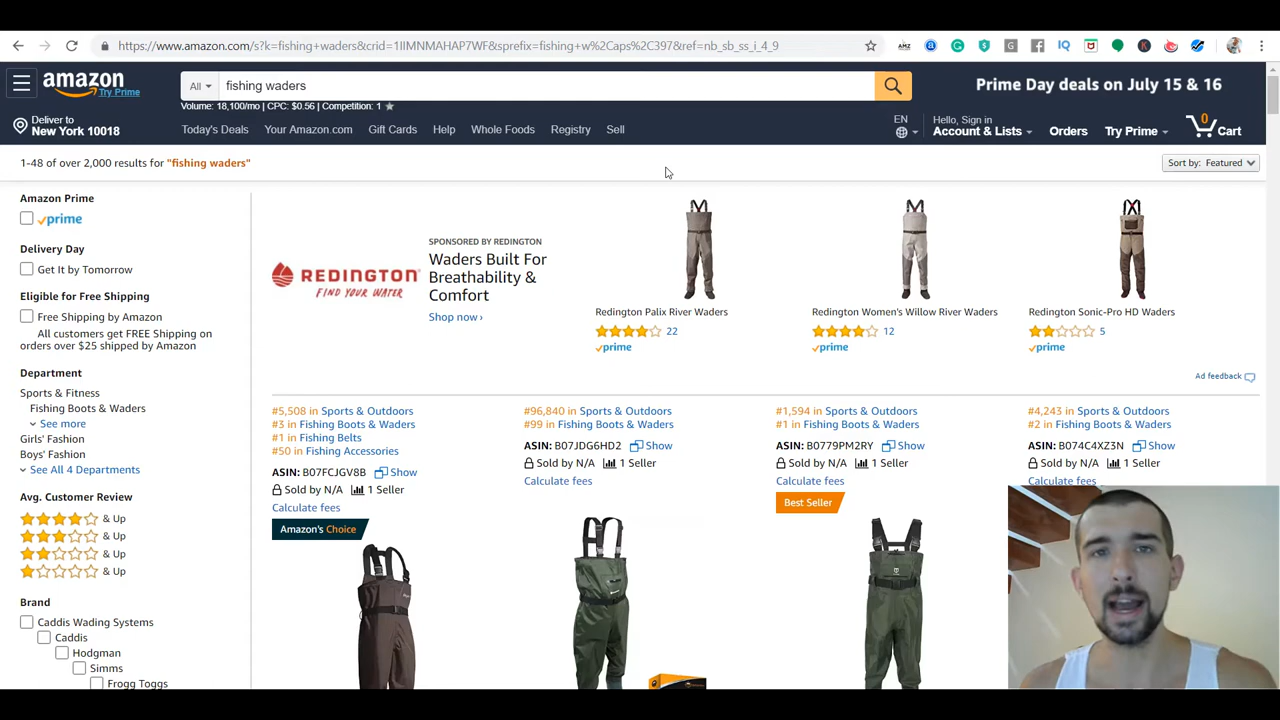 https://www.amazon.com/s?k=fishing+waders&crid=1IIMNMAHAP7WF&sprefix=fishing+w%2Caps%2C397&ref=nb_sb_ss_i_4_9
amazon
Try Prime
All
fishing waders
Prime Day deals on July 15 & 16
Volume: 18,100/mo | CPC: $0.56 | Competition: 1
Deliver to
New York 10018
Today's Deals
Your Amazon.com
Gift Cards
Help
Whole Foods
Registry
Sell
EN
Hello, Sign in
Account & Lists
Orders
Try Prime
0
Cart
1-48 of over 2,000 results for "fishing waders"
Sort by: Featured
Amazon Prime
prime
Delivery Day
Get It by Tomorrow
Eligible for Free Shipping
Free Shipping by Amazon
All customers get FREE Shipping on
orders over $25 shipped by Amazon
Department
Sports & Fitness
Fishing Boots & Waders
See more
Girls' Fashion
Boys' Fashion
See All 4 Departments
Avg. Customer Review
& Up
& Up
& Up
& Up
Brand
Caddis Wading Systems
Caddis
Hodgman
Simms
Frogg Toggs
REDINGTON
FIND YOUR WATER
SPONSORED BY REDINGTON
Waders Built For
Breathability &
Comfort
Shop now ›
Redington Palix River Waders
22
prime
Redington Women's Willow River Waders
12
prime
Redington Sonic-Pro HD Waders
5
prime
Ad feedback
#5,508 in Sports & Outdoors
#3 in Fishing Boots & Waders
#1 in Fishing Belts
#50 in Fishing Accessories
ASIN: B07FCJGV8B Show
Sold by N/A 1 Seller
Calculate fees
Amazon's Choice
#96,840 in Sports & Outdoors
#99 in Fishing Boots & Waders
ASIN: B07JDG6HD2 Show
Sold by N/A 1 Seller
Calculate fees
#1,594 in Sports & Outdoors
#1 in Fishing Boots & Waders
ASIN: B0779PM2RY Show
Sold by N/A 1 Seller
Calculate fees
Best Seller
#4,243 in Sports & Outdoors
#2 in Fishing Boots & Waders
ASIN: B074C4XZ3N Show
Sold by N/A 1 Seller
Calculate fees